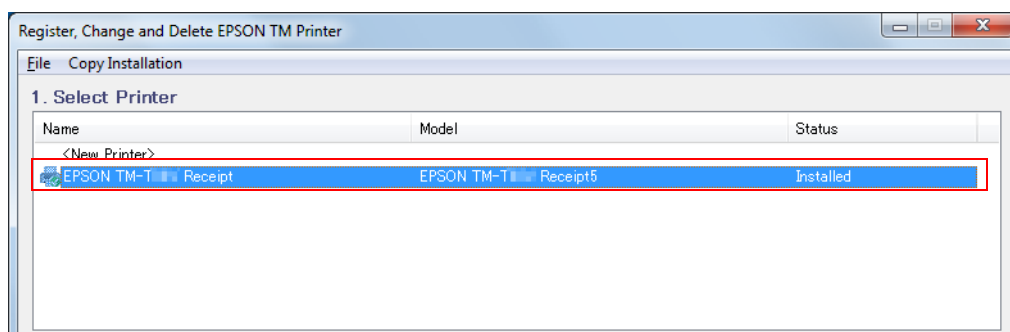 Register, Change and Delete EPSON TM Printer
File Copy Installation
1. Select Printer
Name Model Status
<New Printer>
EPSON TM-T Receipt EPSON TM-T Receipt5 Installed